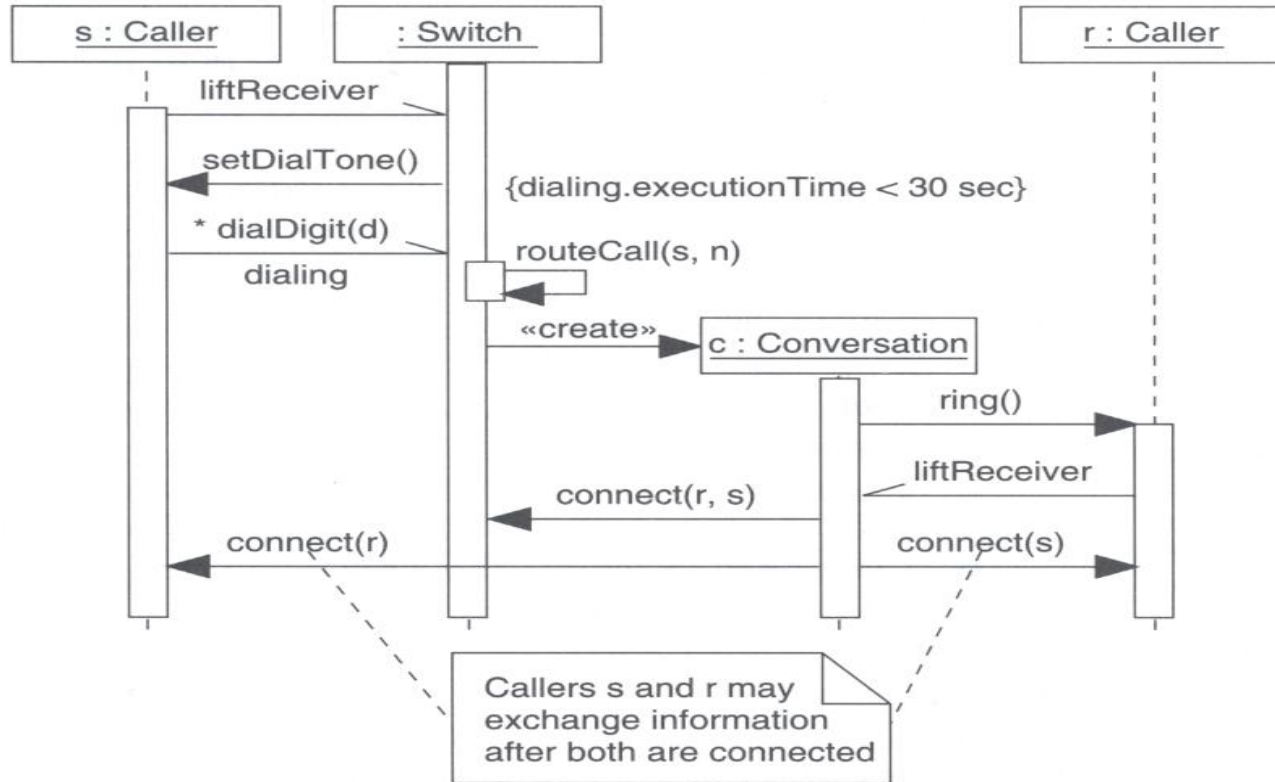 s : Caller
: Switch
r : Caller
liftReceiver
setDialTone()
{dialing.executionTime < 30 sec}
* dialDigit(d)
dialing
routeCall(s, n)
«create»
c : Conversation
ring()
liftReceiver
connect(r, s)
connect(r)
connect(s)
Callers s and r may
exchange information
after both are connected